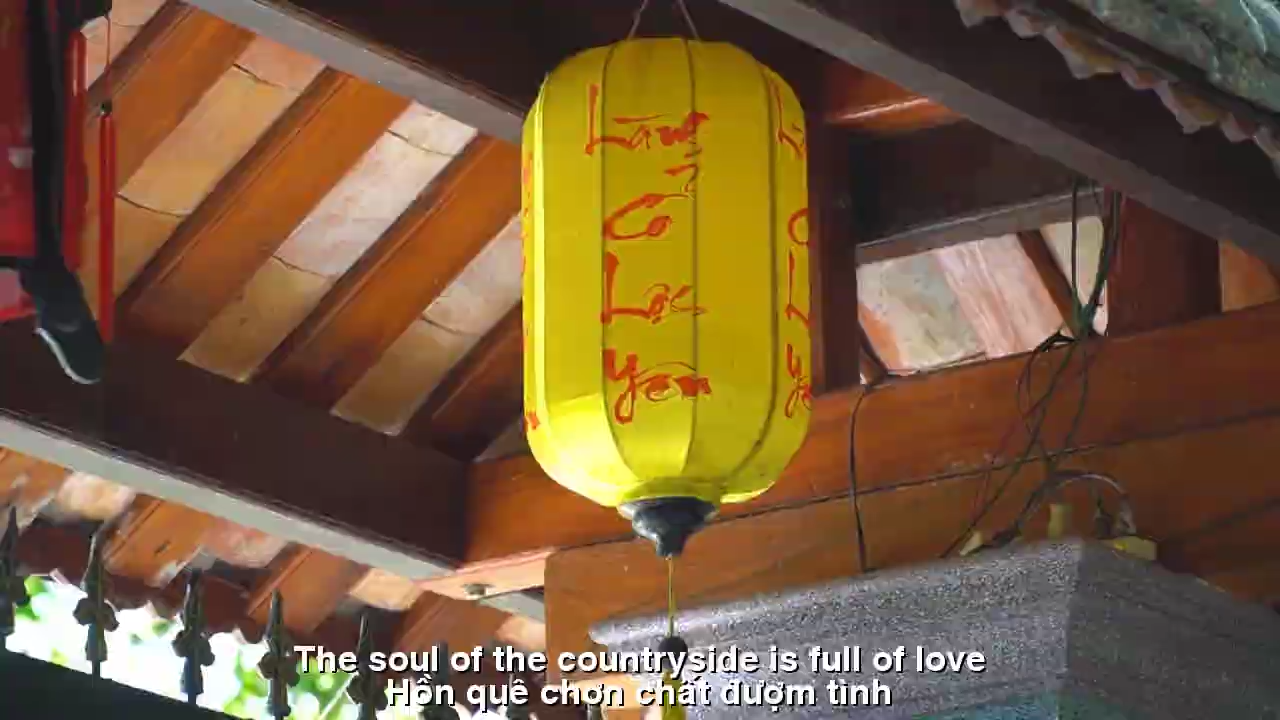 Làng
Cổ
Lộc
Yên
The soul of the countryside is full of love
Hồn quê chơn chất đượm tình